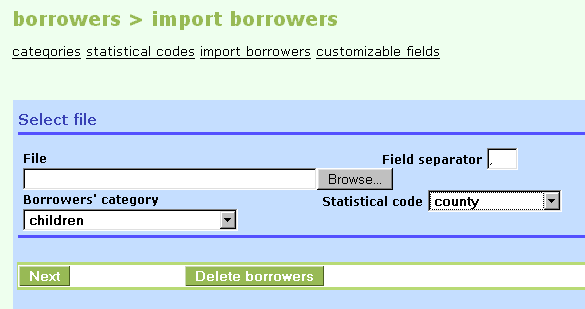 borrowers > import borrowers
categories statistical codes import borrowers customizable fields
Select file
File
Field separator ,
Browse...
Borrowers' category
Statistical code county
children
Next Delete borrowers